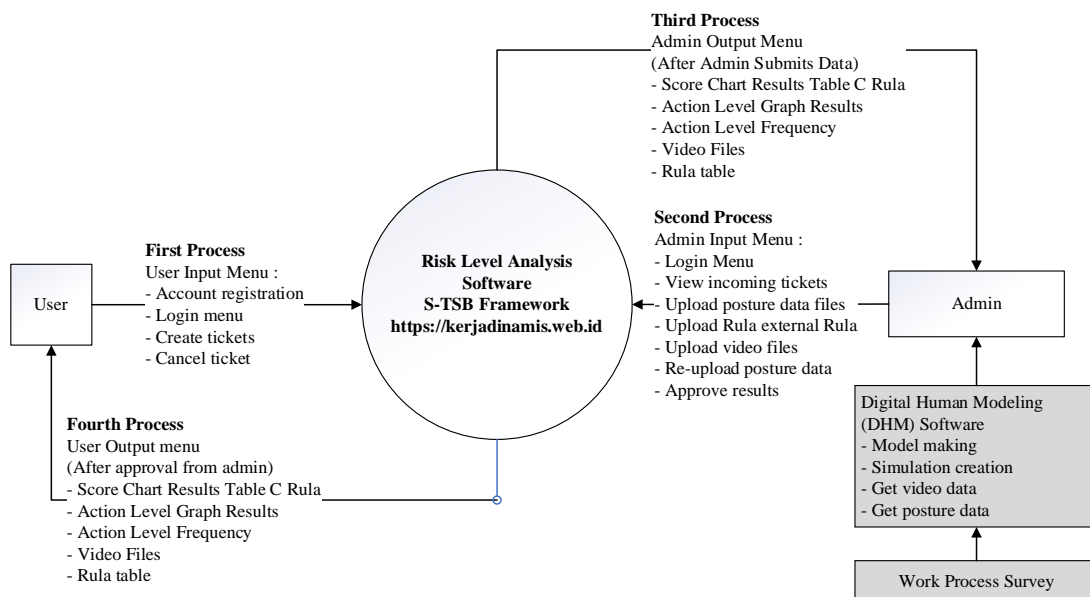 Third Process
Admin Output Menu
(After Admin Submits Data)
- Score Chart Results Table C Rula
- Action Level Graph Results
- Action Level Frequency
- Video Files
- Rula table
First Process
User Input Menu :
- Account registration
- Login menu
- Create tickets
- Cancel ticket
User
Risk Level Analysis
Software
S-TSB Framework
https://kerjadinamis.web.id
Second Process
Admin Input Menu :
- Login Menu
- View incoming tickets
- Upload posture data files
- Upload Rula external Rula
- Upload video files
- Re-upload posture data
- Approve results
Admin
Fourth Process
User Output menu
(After approval from admin)
- Score Chart Results Table C Rula
- Action Level Graph Results
- Action Level Frequency
- Video Files
- Rula table
Digital Human Modeling
(DHM) Software
- Model making
- Simulation creation
- Get video data
- Get posture data
Work Process Survey